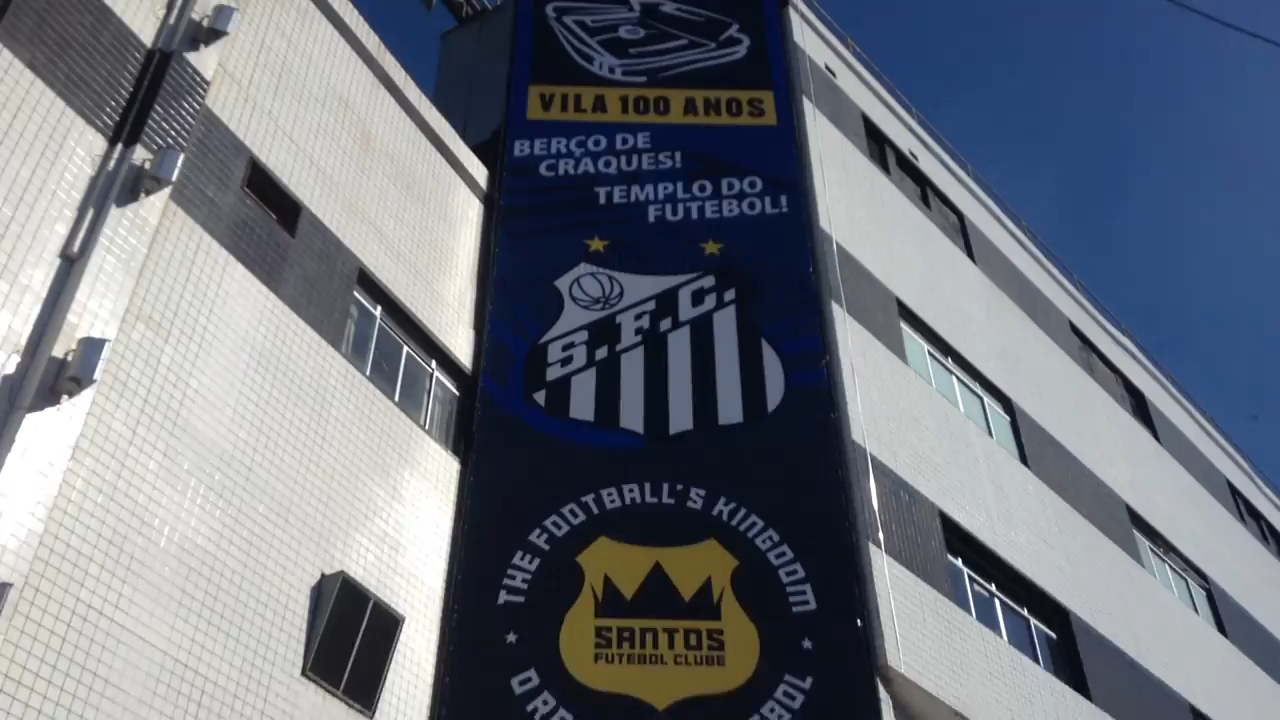 VILA 100 ANOS
BERÇO DE
CRAQUES!
TEMPLO DO
FUTEBOL!
S.F.C.
THE FOOTBALL'S KINGDOM
SANTOS
FUTEBOL CLUBE